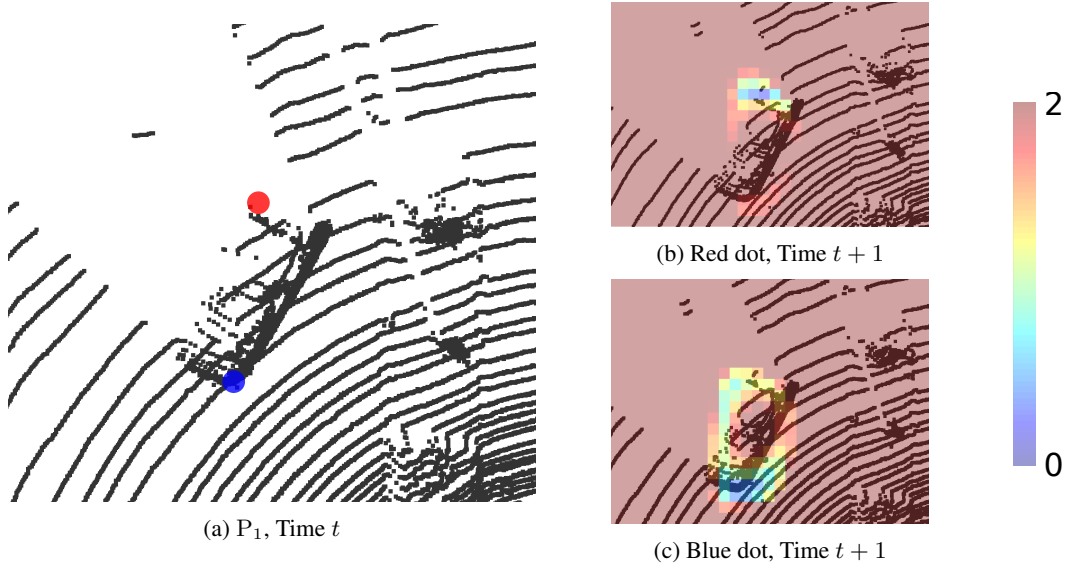 2
(b) Red dot, Time t + 1
0
(a) P₁, Time t
(c) Blue dot, Time t + 1